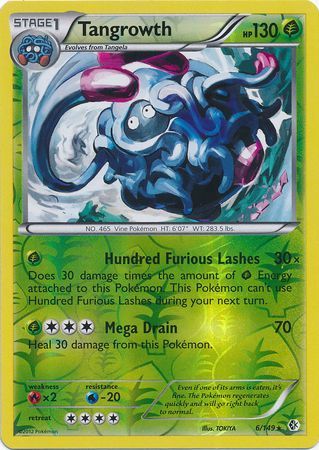 STAGE1
Tangrowth
HP130
Evolves from Tangela
NO. 465 Vine Pokémon HT: 6'07" WT: 283.5 lbs.
Hundred Furious Lashes 30×
Does 30 damage times the amount of Energy
attached to this Pokémon. This Pokémon can't use
Hundred Furious Lashes during your next turn.
Mega Drain 70
Heal 30 damage from this Pokémon.
weakness
×2
resistance
-20
retreat
Even if one of its arms is eaten, it's
fine. The Pokémon regenerates
quickly and will go right back
to normal.
©2012 Pokémon
Illus. TOKIYA
6/149★